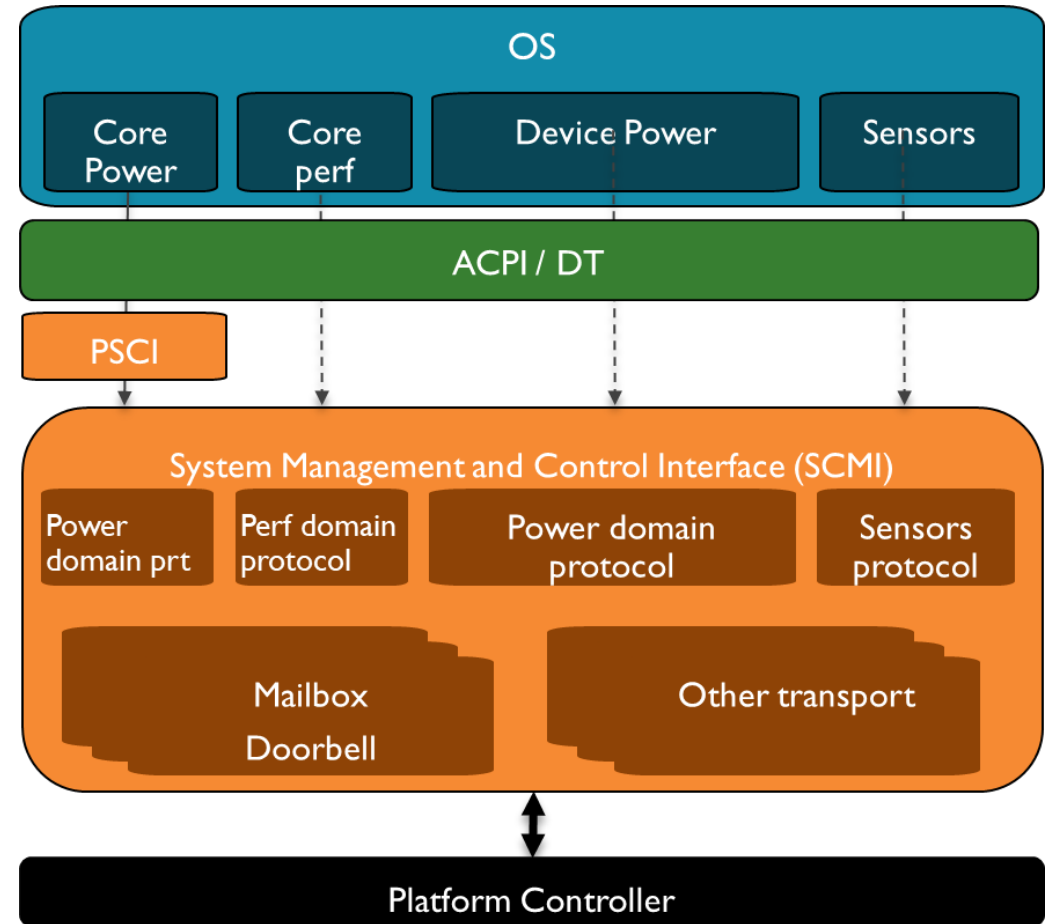 OS
Core
Power
Core
perf
Device Power
Sensors
ACPI / DT
PSCI
System Management and Control Interface (SCMI)
Power
domain prt
Perf domain
protocol
Power domain
protocol
Sensors
protocol
Mailbox
Doorbell
Other transport
Platform Controller